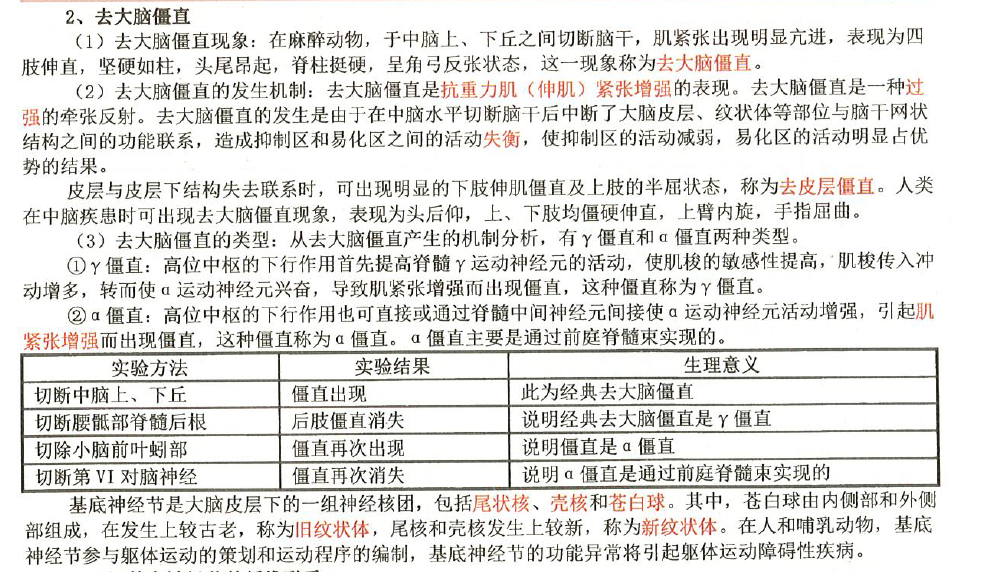 2、去大脑僵直
（1）去大脑僵直现象：在麻醉动物，于中脑上、下丘之间切断脑干，肌紧张出现明显亢进，表现为四
肢伸直，坚硬如柱，头尾昂起，脊柱挺硬，呈角弓反张状态，这一现象称为去大脑僵直。
（2）去大脑僵直的发生机制：去大脑僵直是抗重力肌（伸肌）紧张增强的表现。去大脑僵直是一种过
强的牵张反射。去大脑僵直的发生是由于在中脑水平切断脑干后中断了大脑皮层、纹状体等部位与脑干网状
结构之间的功能联系，造成抑制区和易化区之间的活动失衡，使抑制区的活动减弱，易化区的活动明显占优
势的结果。
皮层与皮层下结构失去联系时，可出现明显的下肢伸肌僵直及上肢的半屈状态，称为去皮层僵直。人类
在中脑疾患时可出现去大脑僵直现象，表现为头后仰，上、下肢均僵硬伸直，上臂内旋，手指屈曲。
（3）去大脑僵直的类型：从去大脑僵直产生的机制分析，有γ僵直和α僵直两种类型。
①γ僵直：高位中枢的下行作用首先提高脊髓γ运动神经元的活动，使肌梭的敏感性提高，肌梭传入冲
动增多，转而使α运动神经元兴奋，导致肌紧张增强而出现僵直，这种僵直称为γ僵直。
②α僵直：高位中枢的下行作用也可直接或通过脊髓中间神经元间接使α运动神经元活动增强，引起肌
紧张增强而出现僵直，这种僵直称为α僵直。α僵直主要是通过前庭脊髓束实现的。
实验方法 实验结果 生理意义
切断中脑上、下丘 僵直出现 此为经典去大脑僵直
切断腰骶部脊髓后根 后肢僵直消失 说明经典去大脑僵直是γ僵直
切除小脑前叶蚓部 僵直再次出现 说明僵直是α僵直
切断第VI对脑神经 僵直再次消失 说明α僵直是通过前庭脊髓束实现的
基底神经节是大脑皮层下的一组神经核团，包括尾状核、壳核和苍白球。其中，苍白球由内侧部和外侧
部组成，在发生上较古老，称为旧纹状体，尾核和壳核发生上较新，称为新纹状体。在人和哺乳动物，基底
神经节参与躯体运动的策划和运动程序的编制，基底神经节的功能异常将引起躯体运动障碍性疾病。